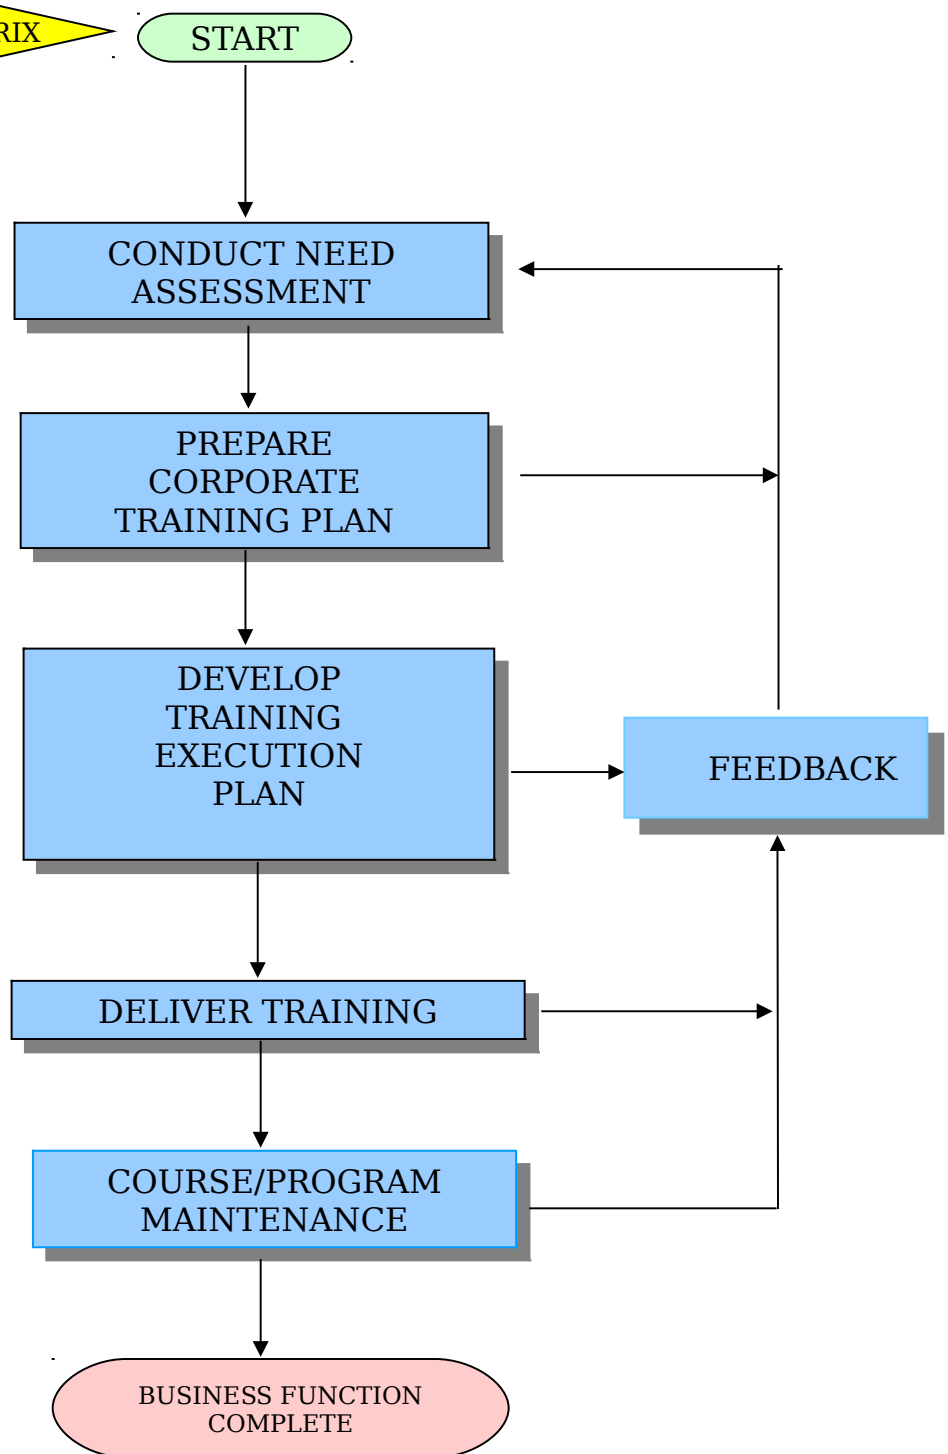 RIX
START
CONDUCT NEED
ASSESSMENT
PREPARE
CORPORATE
TRAINING PLAN
DEVELOP
TRAINING
EXECUTION
PLAN
FEEDBACK
DELIVER TRAINING
COURSE/PROGRAM
MAINTENANCE
BUSINESS FUNCTION
COMPLETE